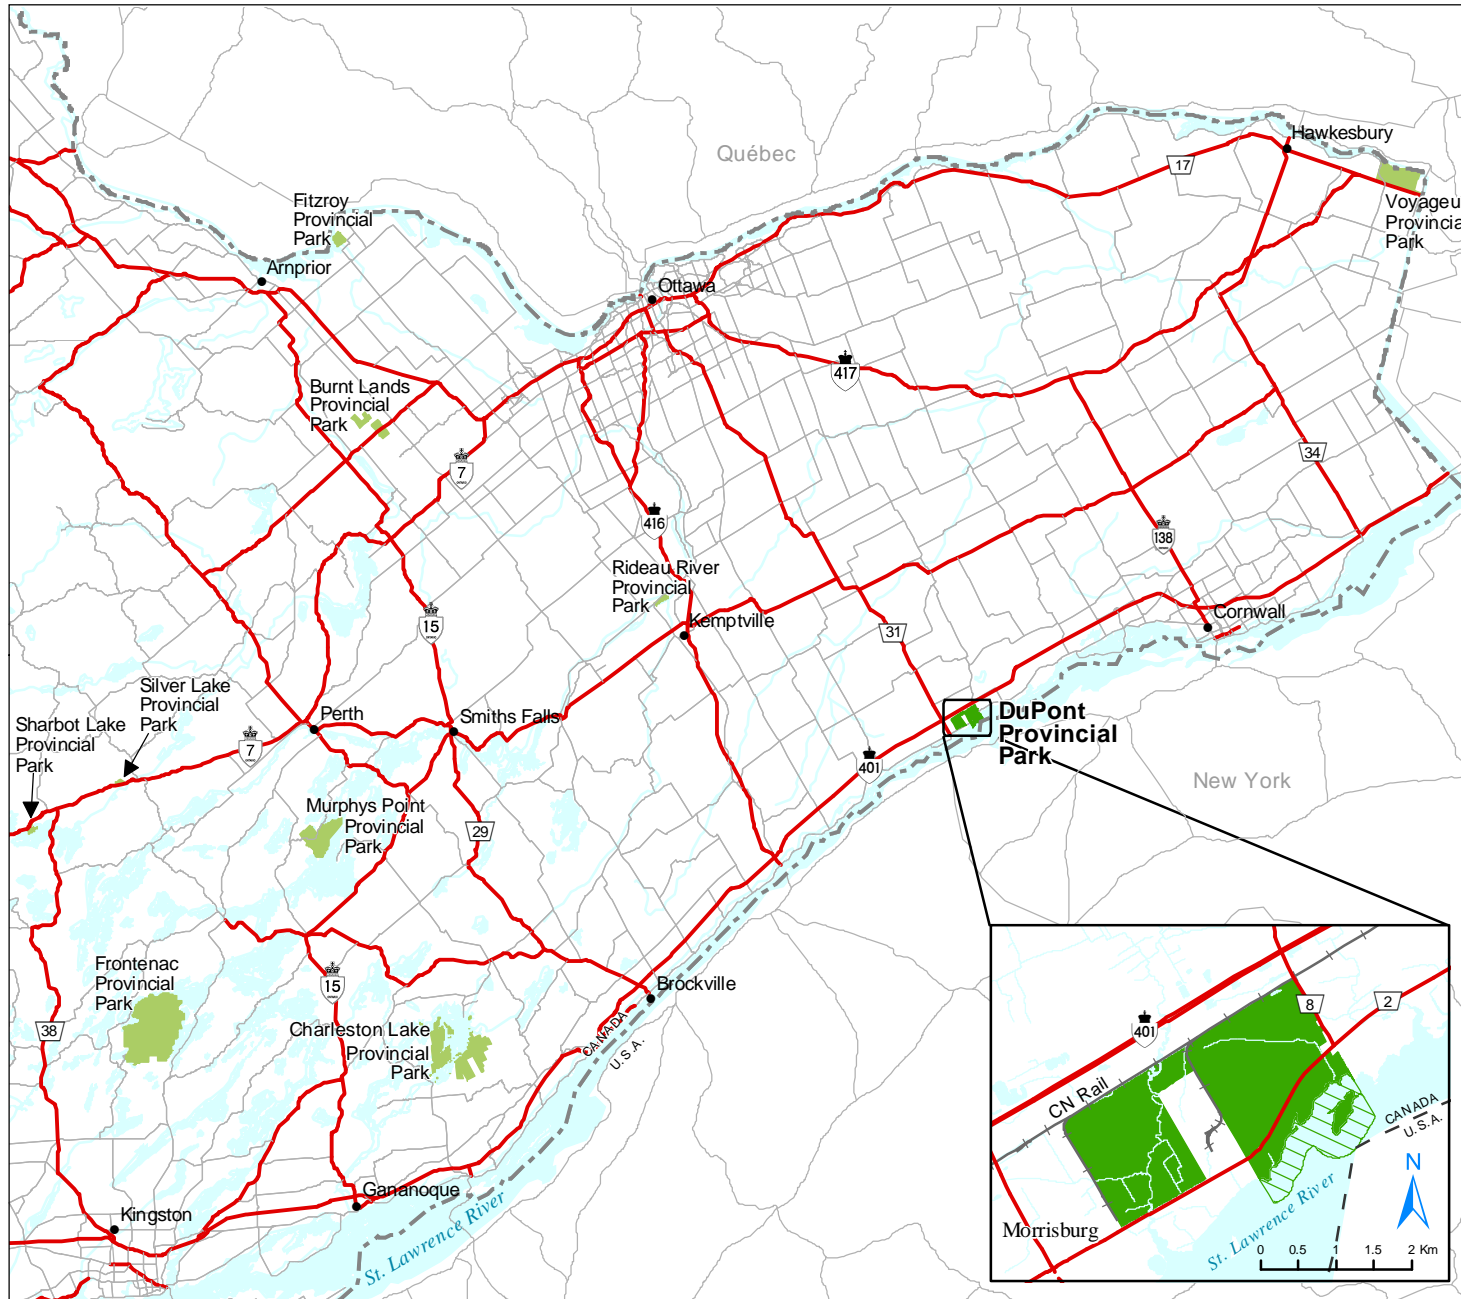 Québec
Hawkesbury
17
Voyageu
Provincia
Park
Fitzroy
Provincial
Park
Arnprior
Ottawa
417
Burnt Lands
Provincial
Park
7
34
416
138
Rideau River
Provincial
Park
15
Kemptville
31
Cornwall
Silver Lake
Provincial
Park
Sharbot Lake
Provincial
Park
7
Perth
Smiths Falls
DuPont
Provincial
Park
401
New York
Murphys Point
Provincial
Park
29
Frontenac
Provincial
Park
15
38
Charleston Lake
Provincial
Park
Brockville
CANADA
U.S.A.
Gananoque
Kingston
St. Lawrence River
401
8
2
CN Rail
CANADA
U.S.A.
N
Morrisburg
St. Lawrence River
0 0.5 1 1.5 2 Km